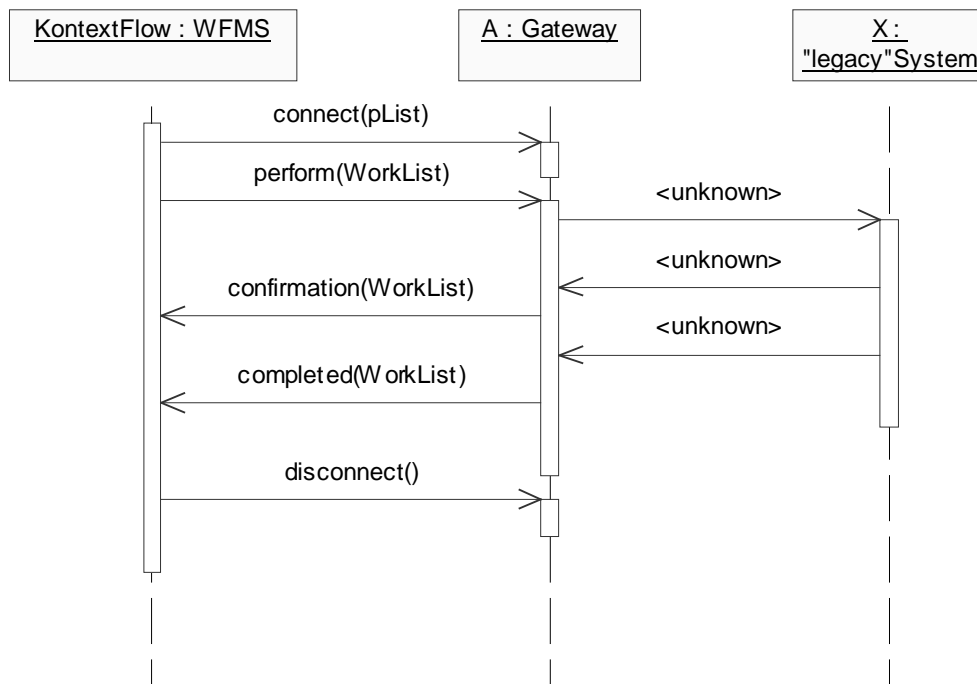 KontextFlow : WFMS
A : Gateway
X :
"legacy"System
connect(pList)
perform(WorkList)
<unknown>
<unknown>
confirmation(WorkList)
<unknown>
completed(WorkList)
disconnect()